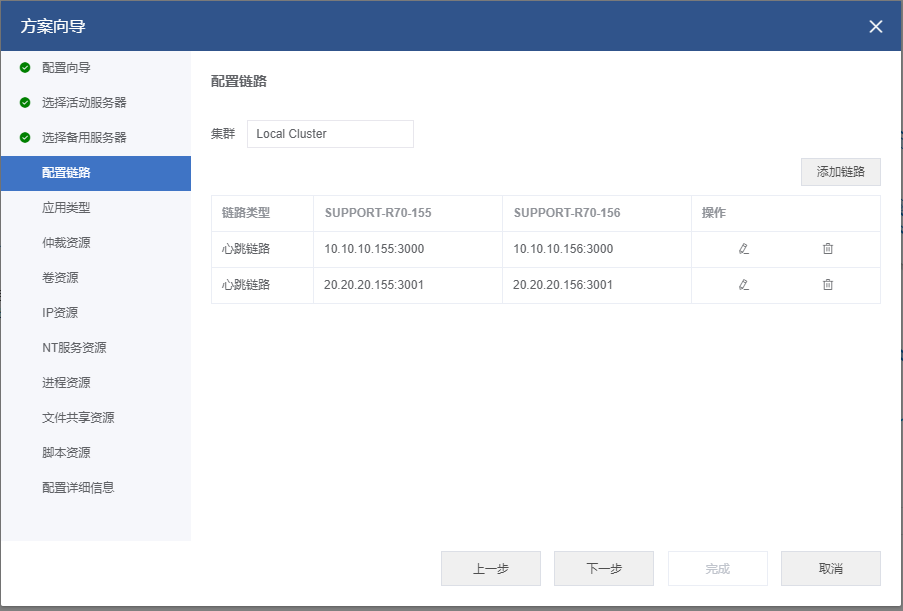 方案向导
配置向导
选择活动服务器
选择备用服务器
配置链路
应用类型
仲裁资源
卷资源
IP资源
NT服务资源
进程资源
文件共享资源
脚本资源
配置详细信息
配置链路
集群 Local Cluster
添加链路
链路类型 SUPPORT-R70-155 SUPPORT-R70-156 操作
心跳链路 10.10.10.155:3000 10.10.10.156:3000
心跳链路 20.20.20.155:3001 20.20.20.156:3001
上一步 下一步 完成 取消